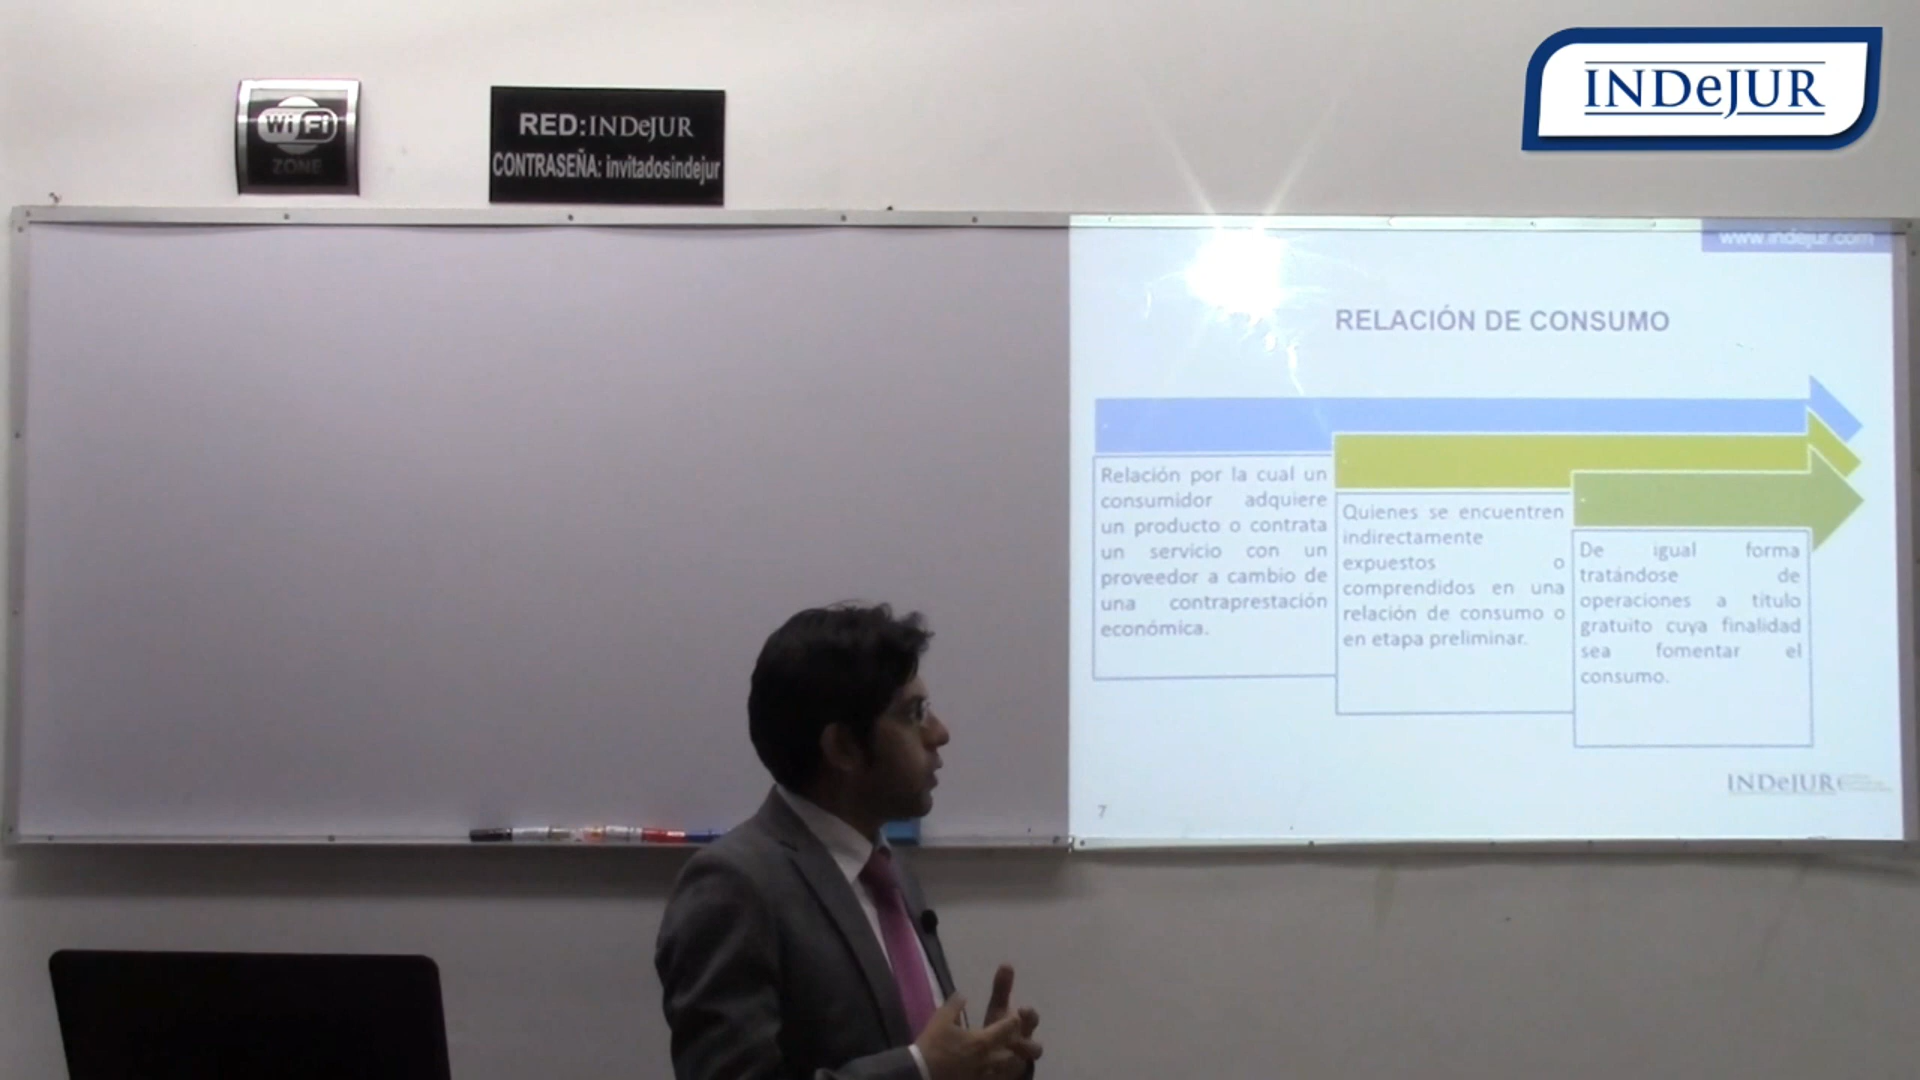 INDeJUR
WiFi
ZONE
RED:INDeJUR
CONTRASEÑA: invitadosindejur
www.indejur.com
RELACIÓN DE CONSUMO
Relación por la cual un
consumidor adquiere
un producto o contrata
un servicio con un
proveedor a cambio de
una contraprestación
económica.
Quienes se encuentren
indirectamente
expuestos o
comprendidos en una
relación de consumo o
en etapa preliminar.
De igual forma
tratándose de
operaciones a título
gratuito cuya finalidad
sea fomentar el
consumo.
INDeJUR
7